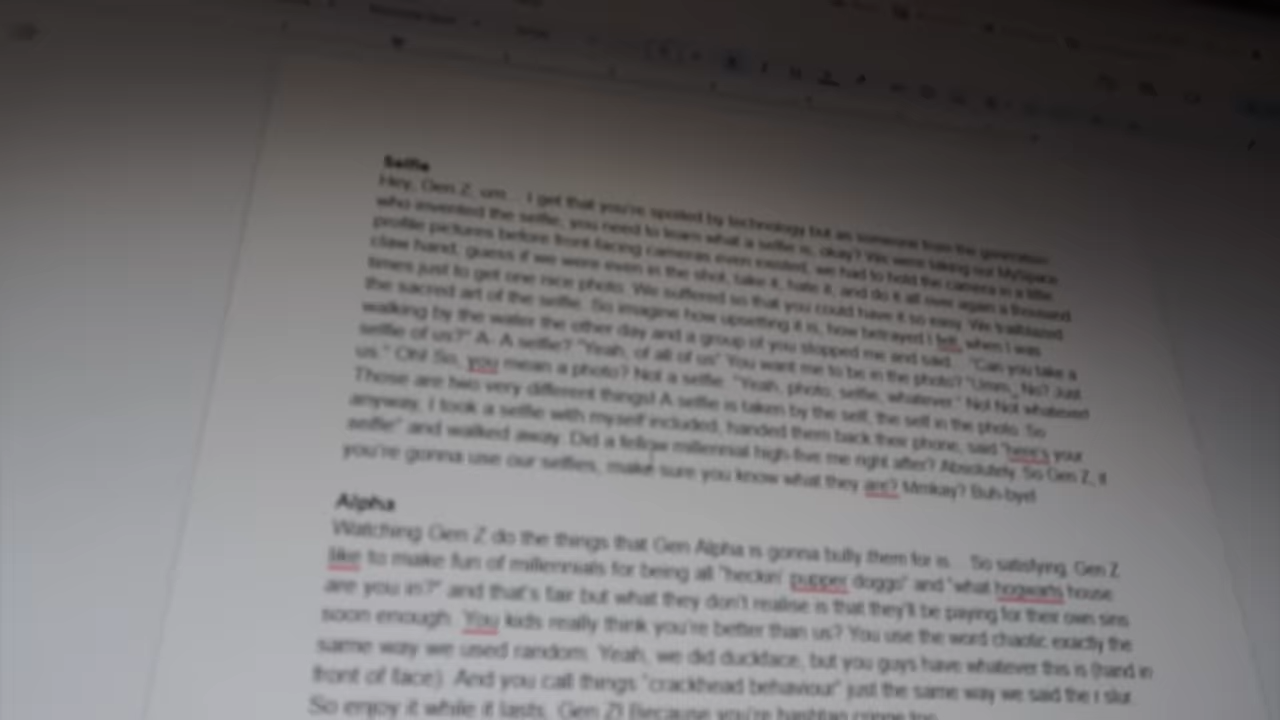 Selfie
Hey, Gen Z, um... I get that you're spoiled by technology but as someone from the generation
who invented the selfie, you need to learn what a selfie is, okay? We were taking our MySpace
profile pictures before front-facing cameras even existed, we had to hold the camera in a little
claw hand, guess if we were even in the shot, take it, hate it, and do it all over again a thousand
times just to get one nice photo. We suffered so that you could have it so easy. We trailblazed
the sacred art of the selfie. So imagine how upsetting it is, how betrayed I felt, when I was
walking by the water the other day and a group of you stopped me and said... "Can you take a
selfie of us?" A- A selfie? "Yeah, of all of us" You want me to be in the photo? "Umm,, No? Just
us." Oh! So, you mean a photo? Not a selfie. "Yeah, photo, selfie, whatever." No! Not whatever!
Those are two very different things! A selfie is taken by the self, the self in the photo. So
anyway, I took a selfie with myself included, handed them back their phone, said "here's your
selfie" and walked away. Did a fellow millennial high-five me right after? Absolutely. So Gen Z, if
you're gonna use our selfies, make sure you know what they are? Mmkay? Buh-bye!
Alpha
Watching Gen Z do the things that Gen Alpha is gonna bully them for is... So satisfying. Gen Z
like to make fun of millennials for being all "heckin' pupper doggo" and "what hogwarts house
are you in?" and that's fair but what they don't realise is that they'll be paying for their own sins
soon enough. You kids really think you're better than us? You use the word chaotic exactly the
same way we used random. Yeah, we did duckface, but you guys have whatever this is (hand in
front of face). And you call things "crackhead behaviour" just the same way we said the r slur.
So enjoy it while it lasts, Gen Z! Because you're hashtag cringe